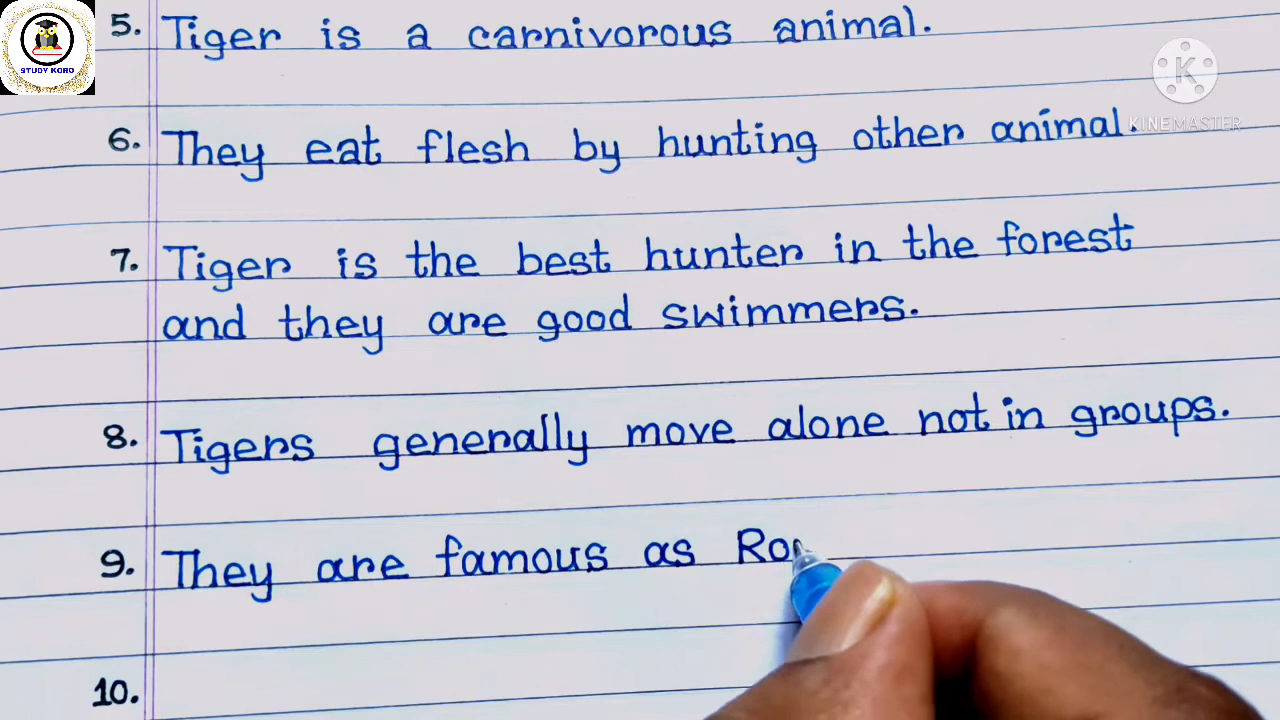 STUDY KORO
5. Tiger is a carnivorous animal.
K
KINEMASTER
6. They eat flesh by hunting other animal.
7. Tiger is the best hunter in the forest
and they are good swimmers.
8. Tigers generally move alone not in groups.
9. They are famous as
10.